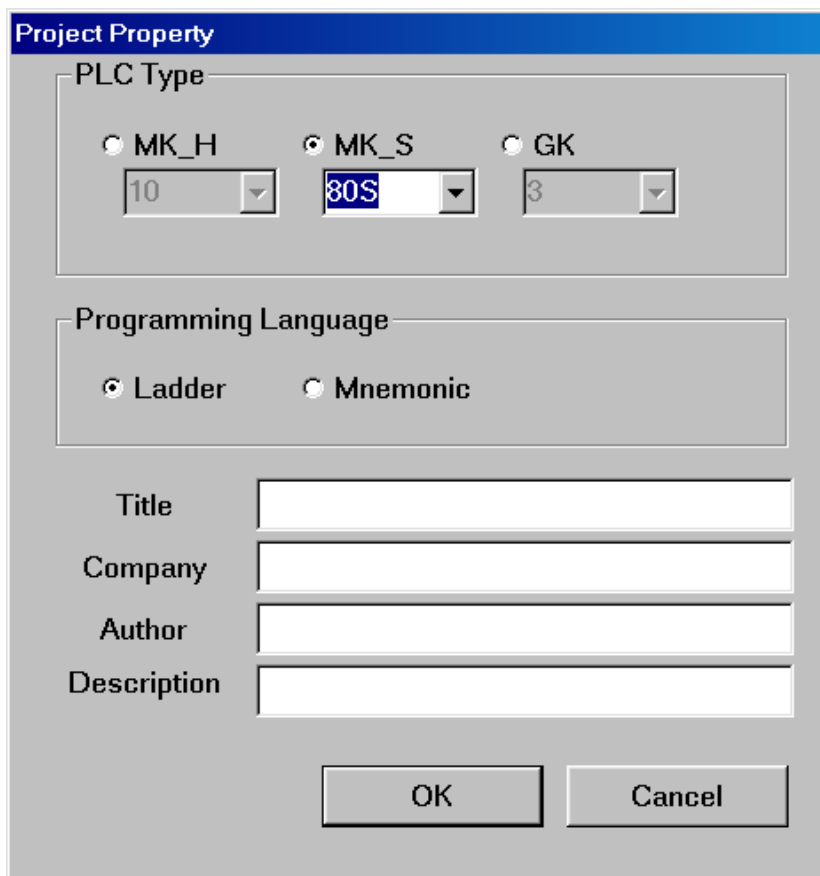 Project Property
PLC Type
MK_H MK_S GK
10 80S 3
Programming Language
Ladder Mnemonic
Title
Company
Author
Description
OK Cancel